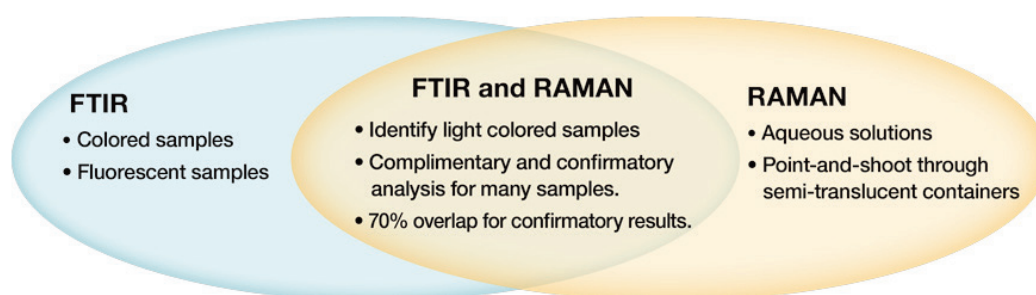 FTIR
• Colored samples
• Fluorescent samples
FTIR and RAMAN
• Identify light colored samples
• Complimentary and confirmatory
analysis for many samples.
• 70% overlap for confirmatory results.
RAMAN
• Aqueous solutions
• Point-and-shoot through
semi-translucent containers